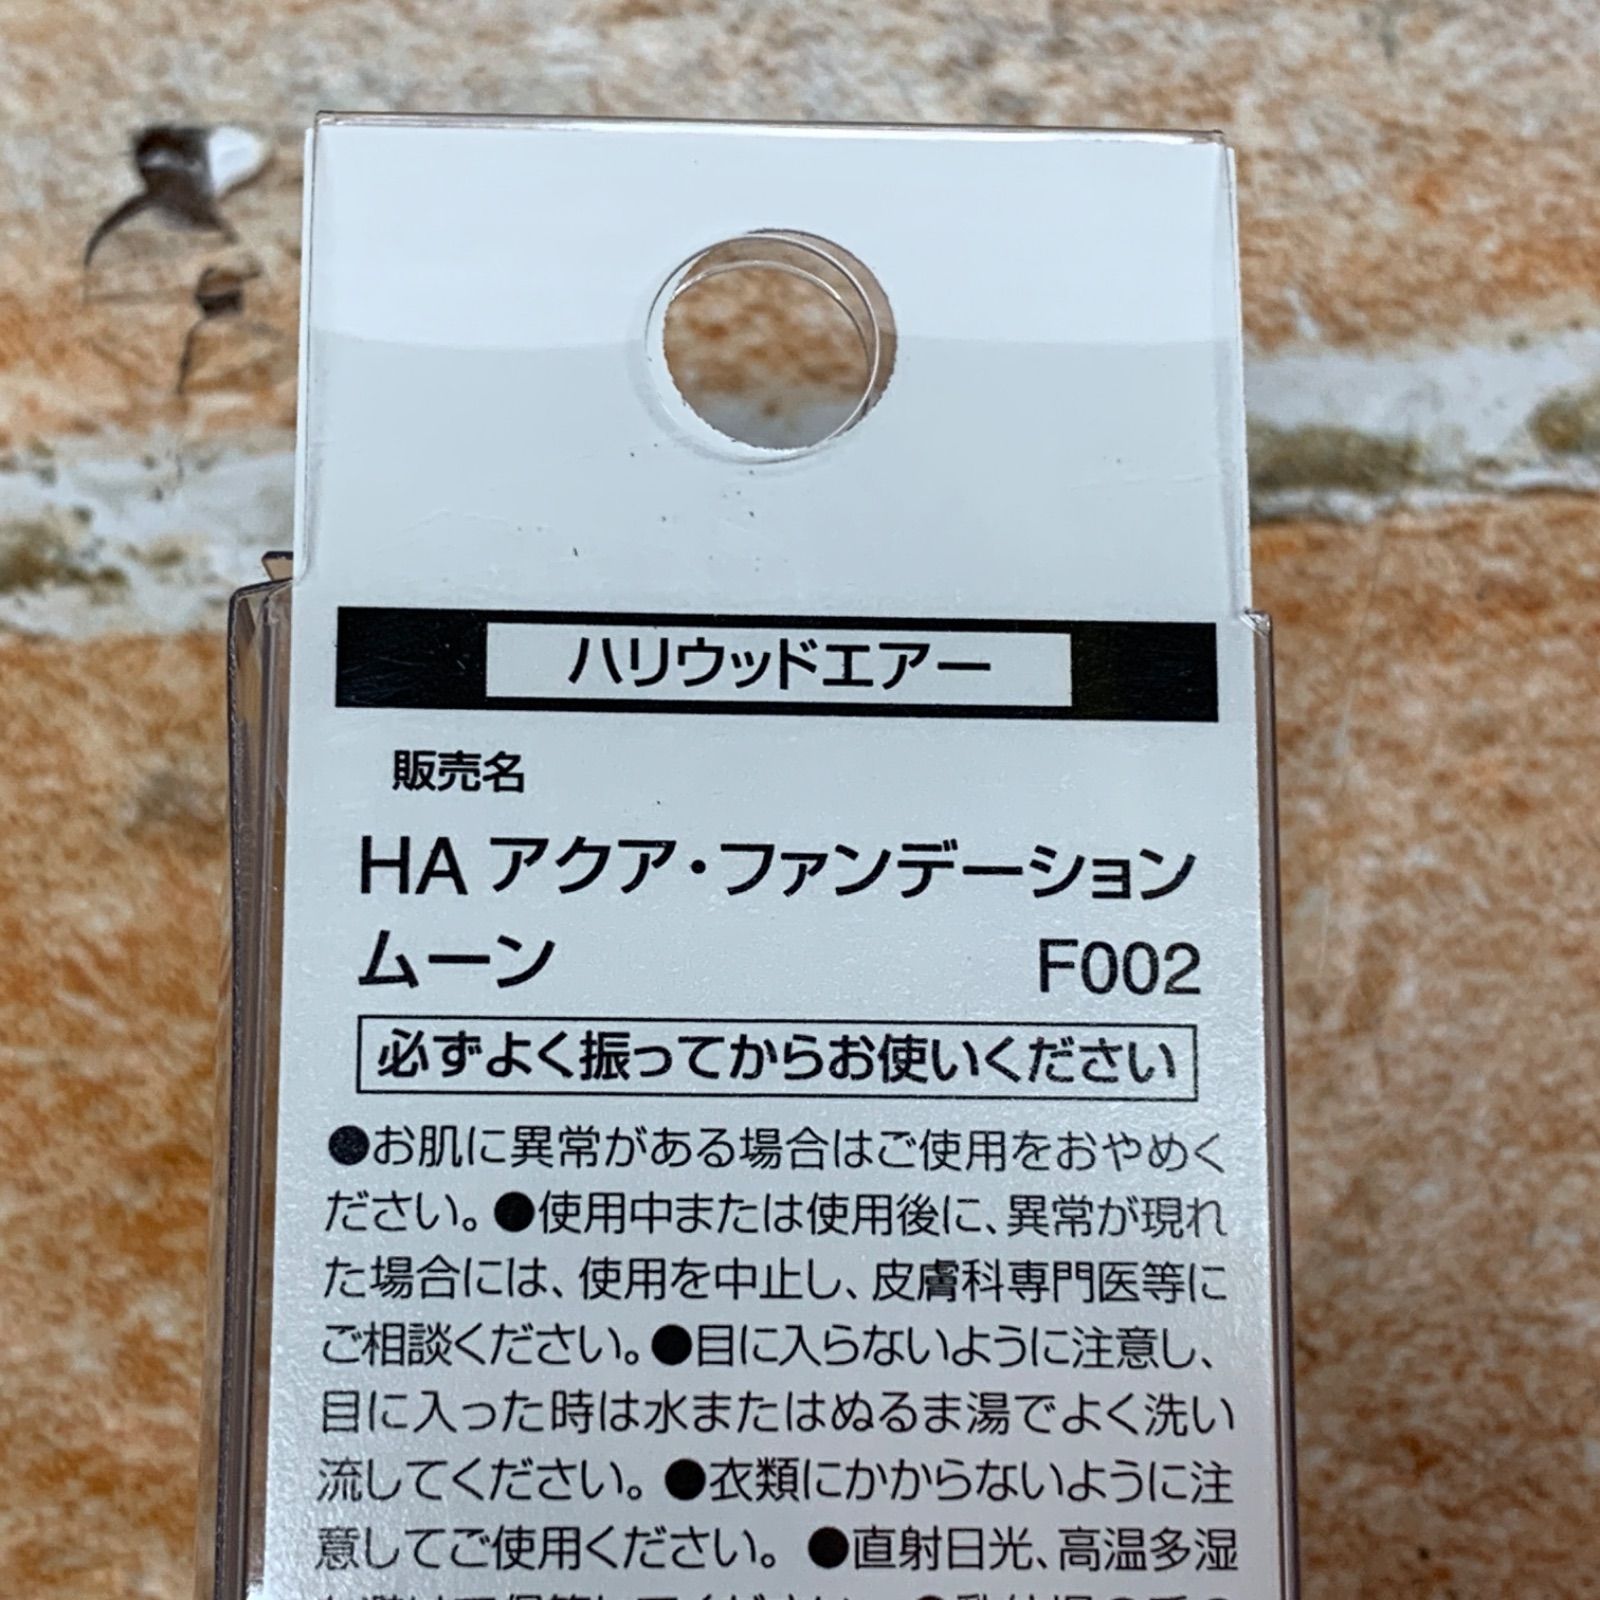 ハリウッドエアー
販売名
HA アクア・ファンデーション
ムーン F002
必ずよく振ってからお使いください
●お肌に異常がある場合はご使用をおやめく
ださい。●使用中または使用後に、異常が現れ
た場合には、使用を中止し、皮膚科専門医等に
ご相談ください。●目に入らないように注意し、
目に入った時は水またはぬるま湯でよく洗い
流してください。●衣類にかからないように注
意してご使用ください。●直射日光、高温多湿